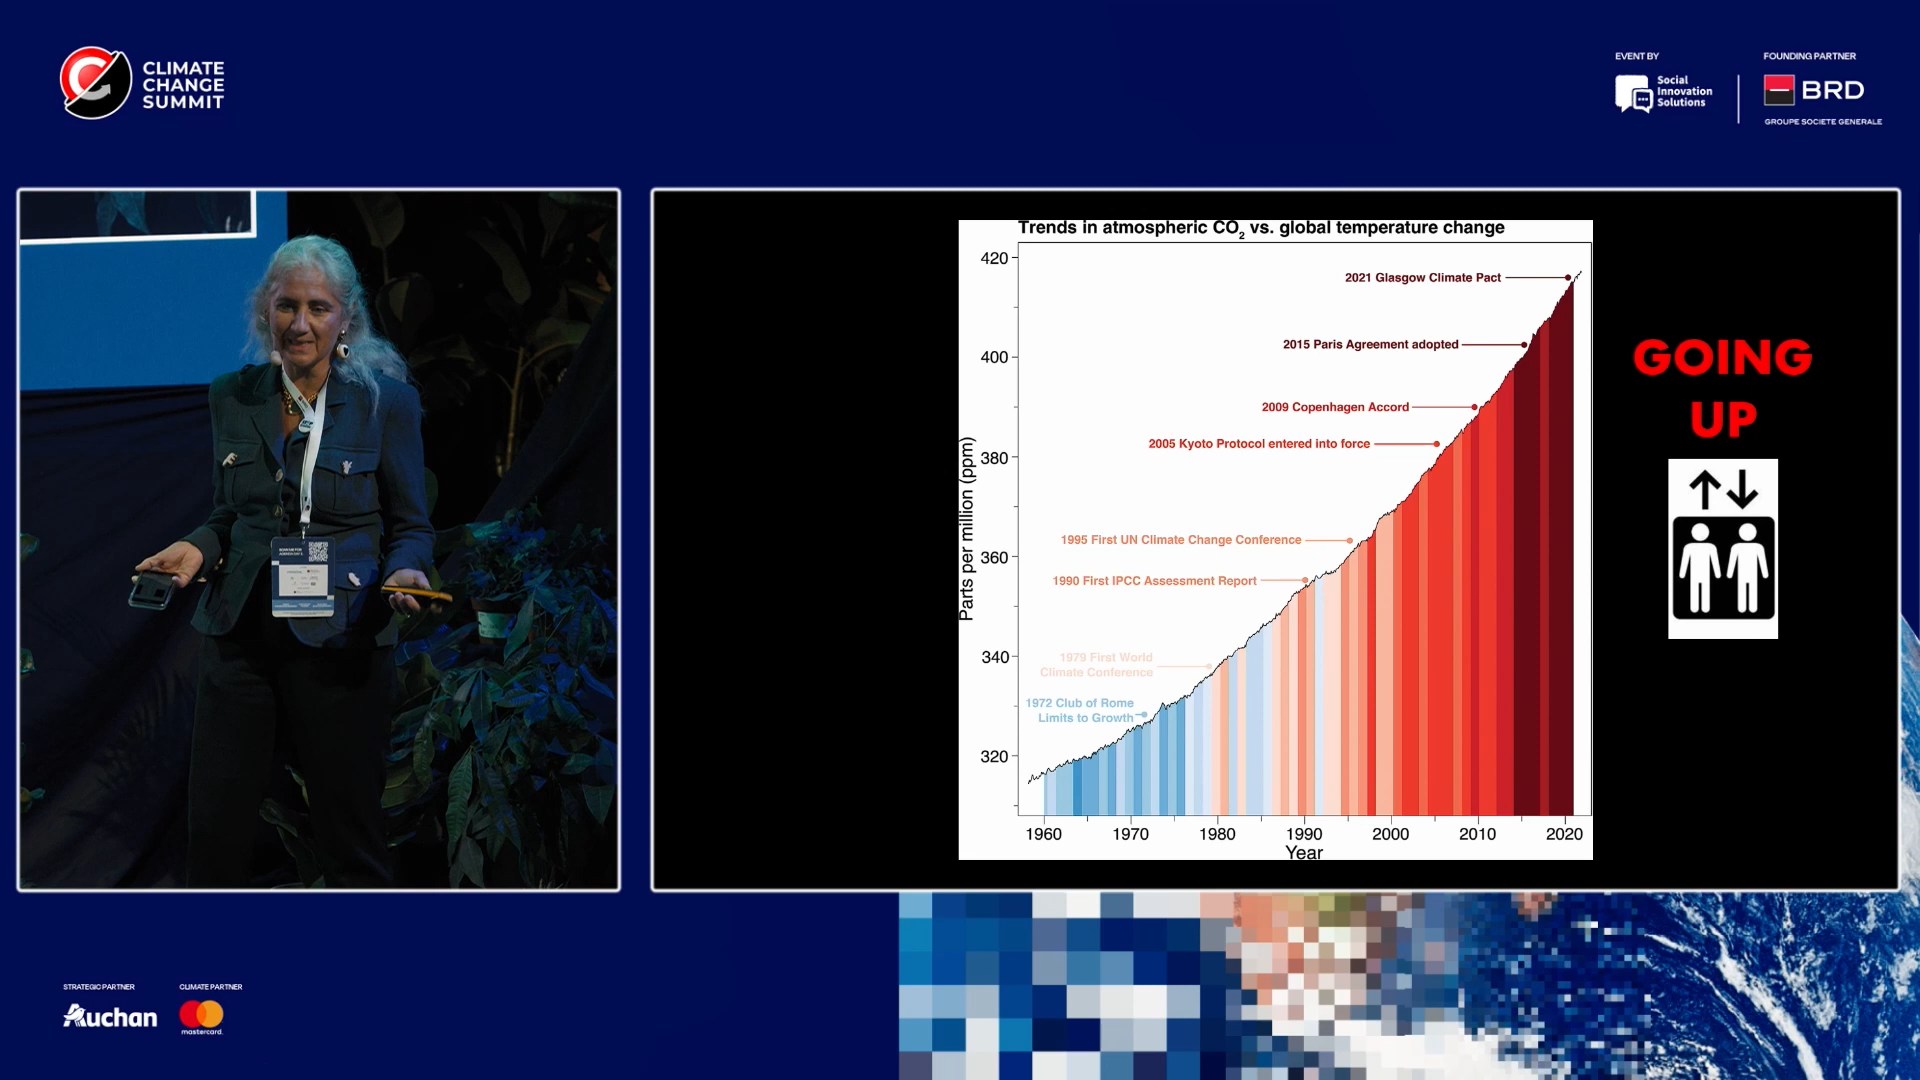 CLIMATE
CHANGE
SUMMIT
EVENT BY
Social
Innovation
Solutions
FOUNDING PARTNER
BRD
GROUPE SOCIETE GENERALE
Trends in atmospheric CO2 vs. global temperature change
420
400
380
360
340
320
Parts per million (ppm)
2021 Glasgow Climate Pact
2015 Paris Agreement adopted
2009 Copenhagen Accord
2005 Kyoto Protocol entered into force
1995 First UN Climate Change Conference
1990 First IPCC Assessment Report
1979 First World
Climate Conference
1972 Club of Rome
Limits to Growth
1960 1970 1980 1990 2000 2010 2020
Year
GOING
UP
STRATEGIC PARTNER
Auchan
CLIMATE PARTNER
mastercard.